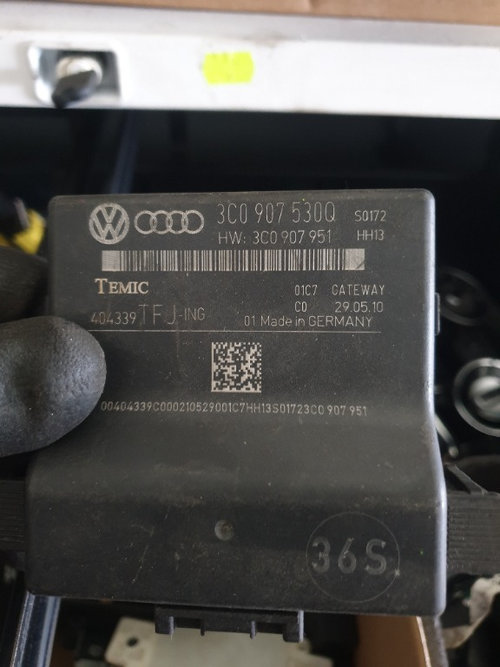 3C0 907 530Q S0172
HW: 3C0 907 951 HH13
TEMIC 01C7 GATEWAY
C0 29.05.10
404339 TFJ-ING 01 Made in GERMANY
00404339C000210529001C7HH13S01723C0 907 951
36S